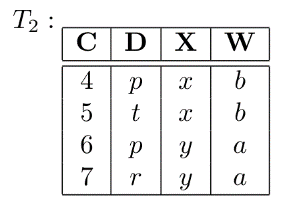 T₂ :
C D X W
4 p x b
5 t x b
6 p y a
7 r y a